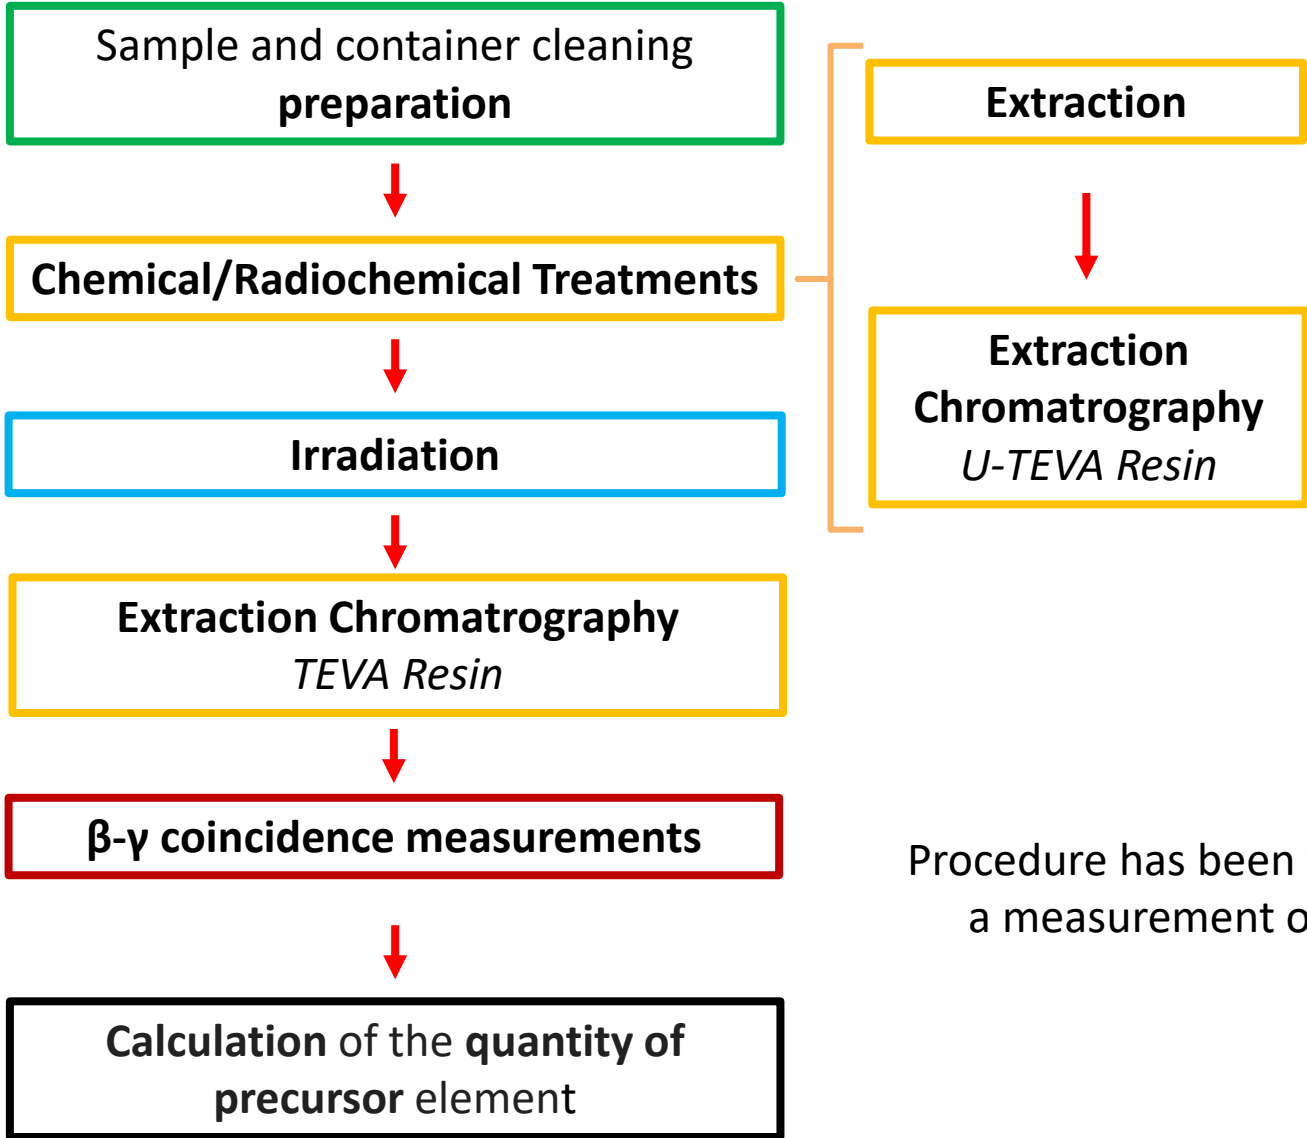 Sample and container cleaning
preparation
Chemical/Radiochemical Treatments
Irradiation
Extraction Chromatrography
TEVA Resin
β-γ coincidence measurements
Calculation of the quantity of
precursor element
Extraction
Extraction
Chromatrography
U-TEVA Resin
Procedure has been
a measurement